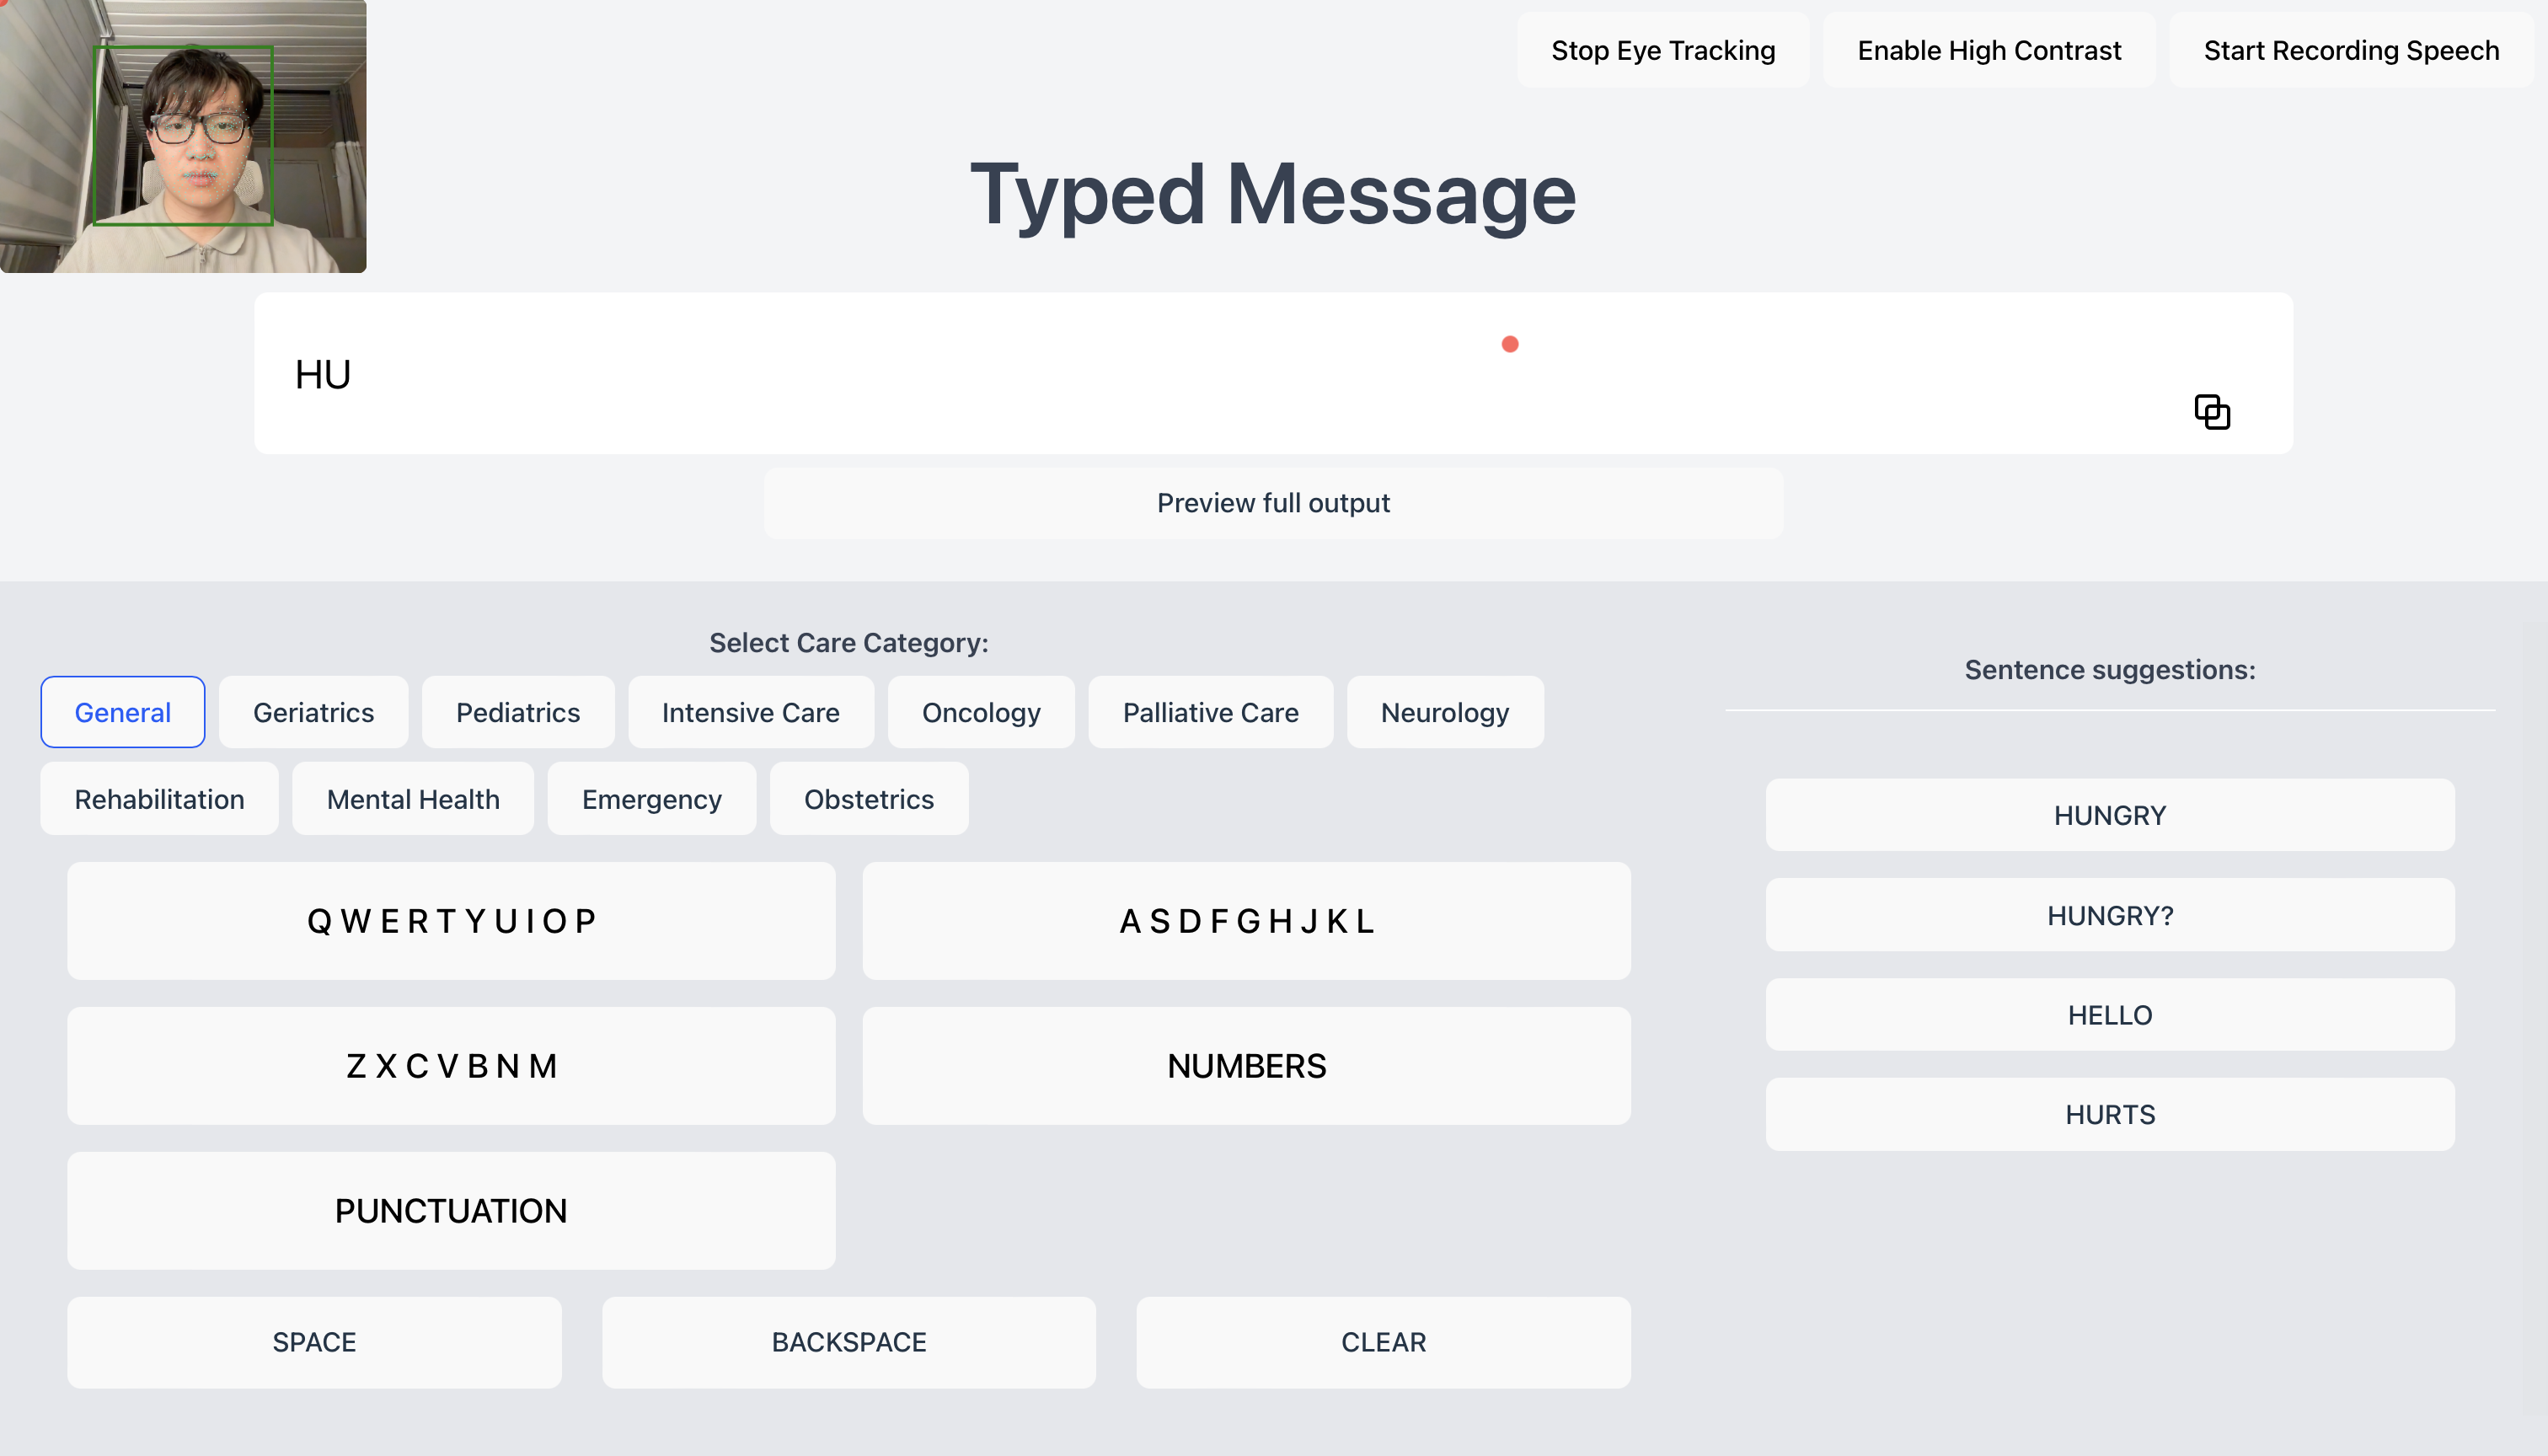 Stop Eye Tracking
Enable High Contrast
Start Recording Speech
Typed Message
HU
Preview full output
Select Care Category:
General
Geriatrics
Pediatrics
Intensive Care
Oncology
Palliative Care
Neurology
Rehabilitation
Mental Health
Emergency
Obstetrics
Q W E R T Y U I O P
A S D F G H J K L
Z X C V B N M
NUMBERS
PUNCTUATION
SPACE
BACKSPACE
CLEAR
Sentence suggestions:
HUNGRY
HUNGRY?
HELLO
HURTS